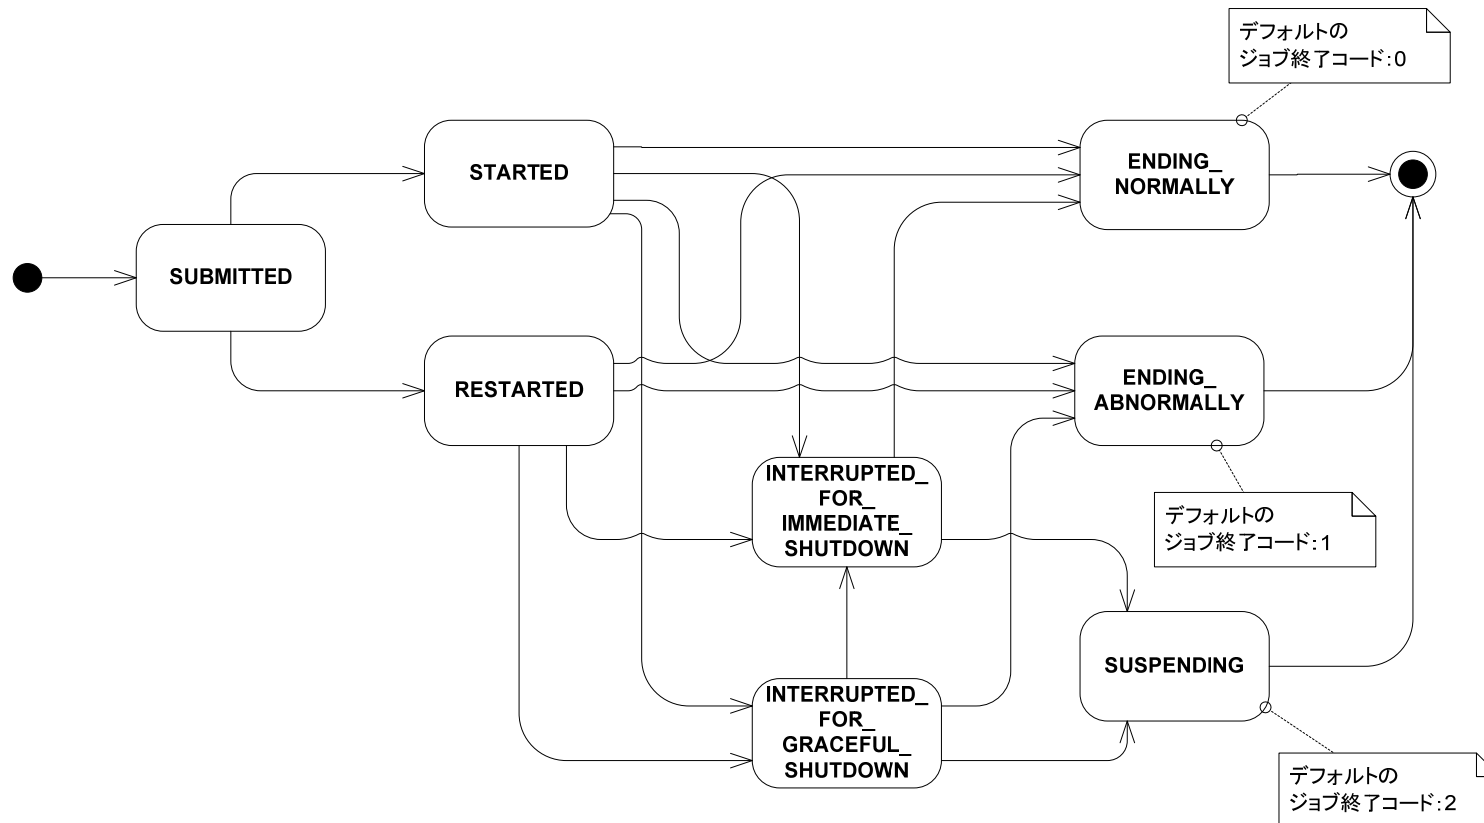 デフォルトの
ジョブ終了コード:0
STARTED
ENDING_
NORMALLY
SUBMITTED
RESTARTED
ENDING_
ABNORMALLY
INTERRUPTED_
FOR_
IMMEDIATE_
SHUTDOWN
デフォルトの
ジョブ終了コード:1
SUSPENDING
INTERRUPTED_
FOR_
GRACEFUL_
SHUTDOWN
デフォルトの
ジョブ終了コード:2